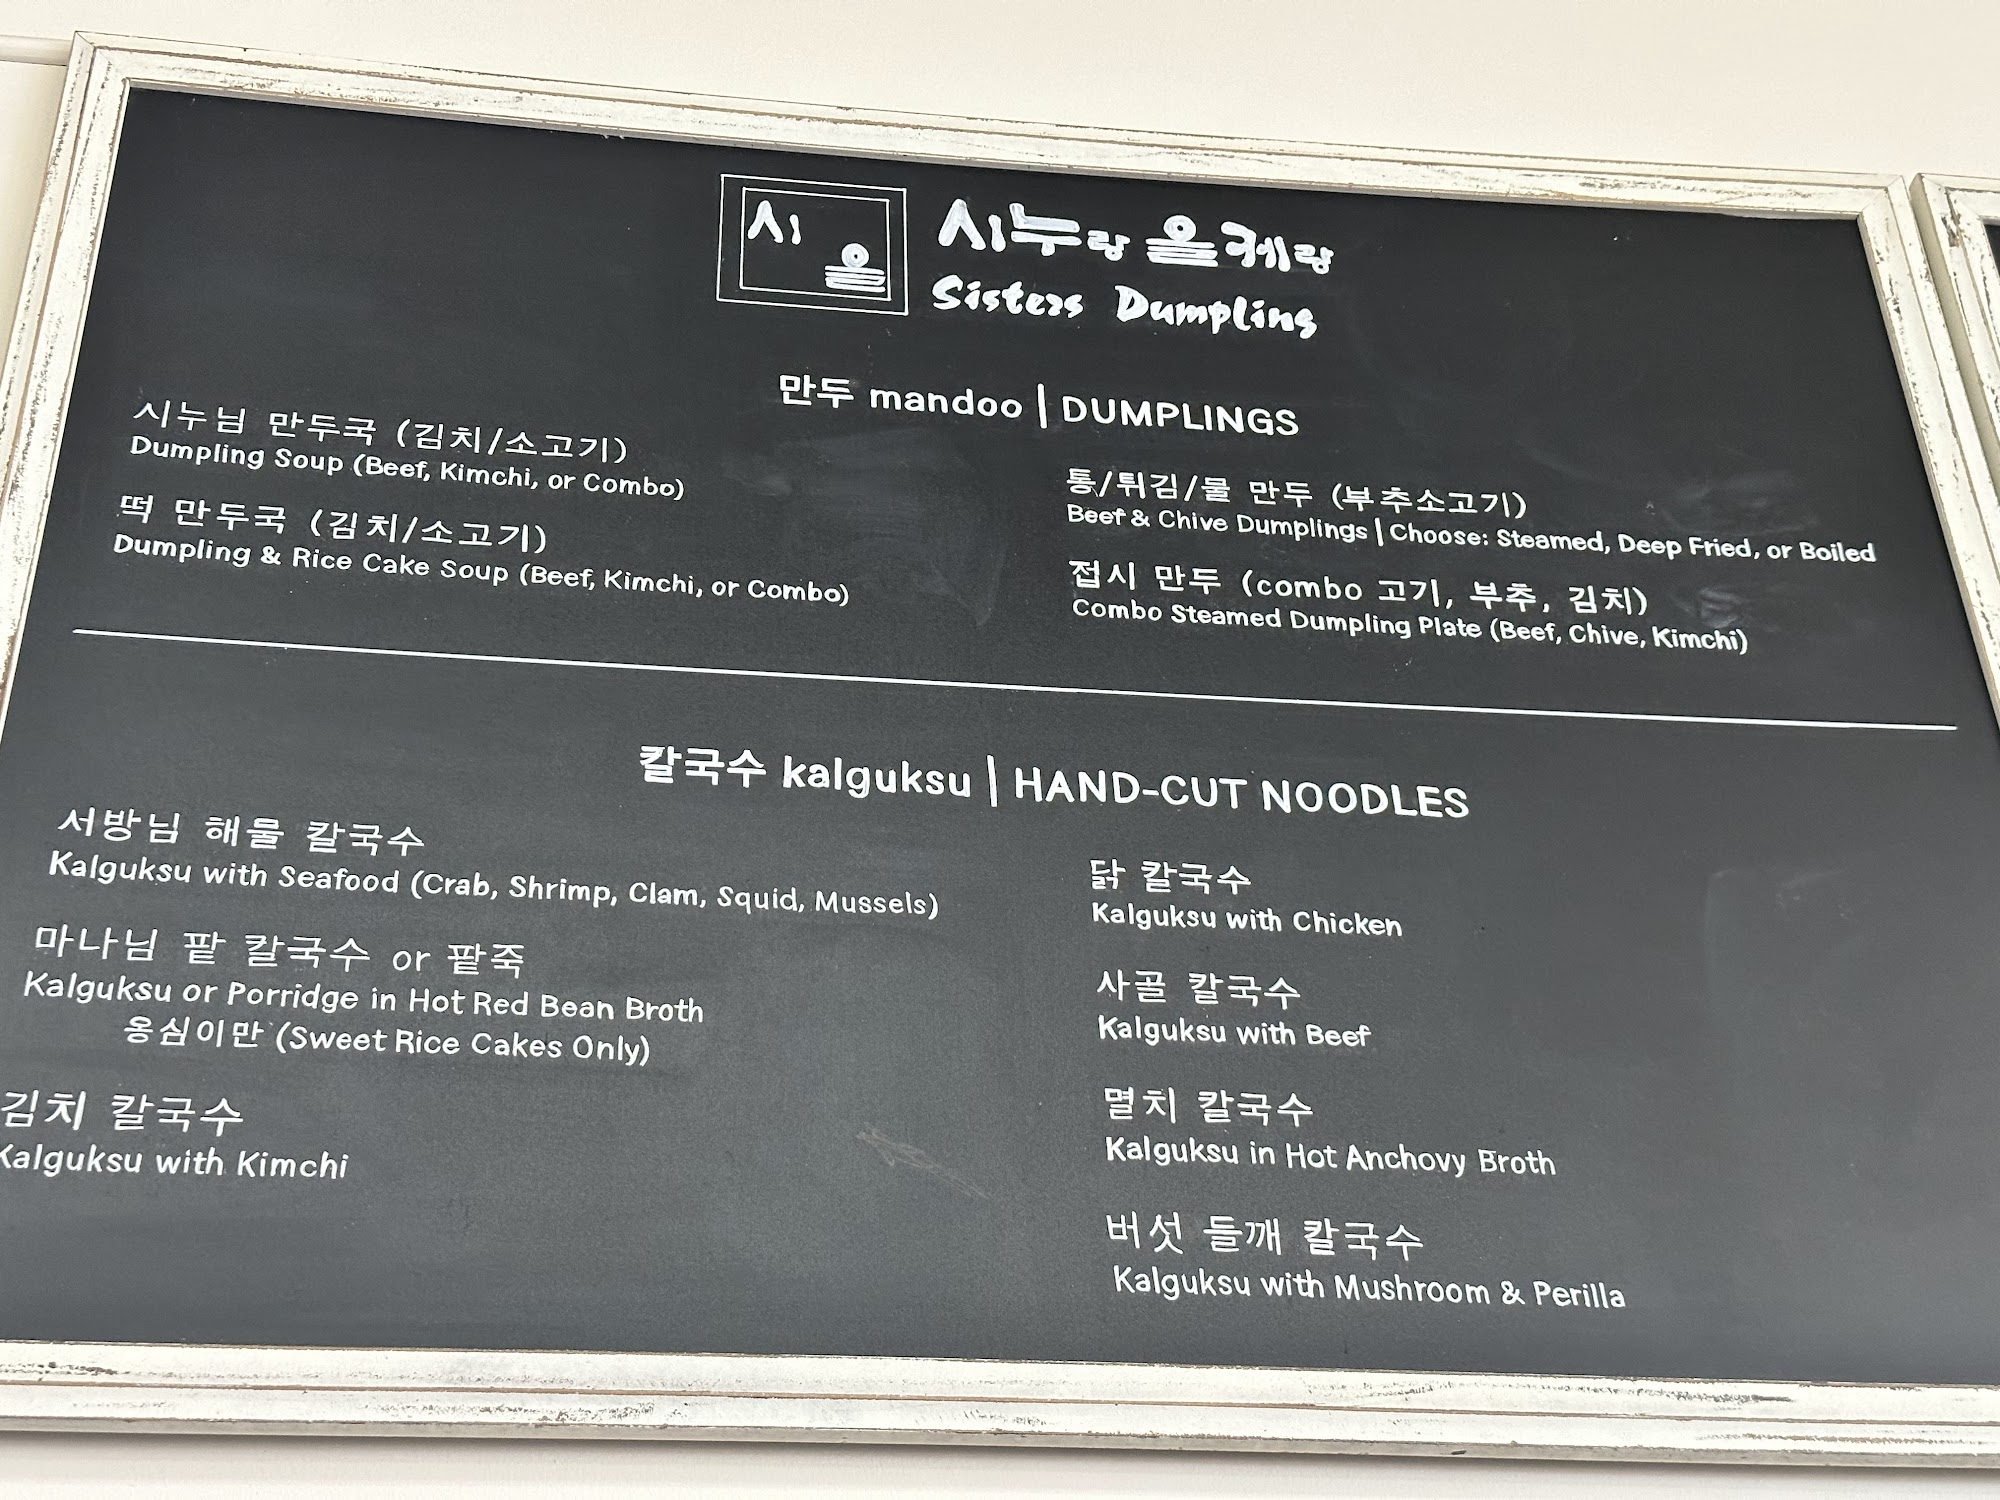 시
을
시누랑 올케랑
Sisters Dumpling
만두 mandoo | DUMPLINGS
시누님 만두국 (김치/소고기)
Dumpling Soup (Beef, Kimchi, or Combo)
떡 만두국 (김치/소고기)
Dumpling & Rice Cake Soup (Beef, Kimchi, or Combo)
통/튀김/물 만두 (부추소고기)
Beef & Chive Dumplings | Choose: Steamed, Deep Fried, or Boiled
접시 만두 (combo 고기, 부추, 김치)
Combo Steamed Dumpling Plate (Beef, Chive, Kimchi)
칼국수 kalguksu | HAND-CUT NOODLES
서방님 해물 칼국수
Kalguksu with Seafood (Crab, Shrimp, Clam, Squid, Mussels)
마나님 팥 칼국수 or 팥죽
Kalguksu or Porridge in Hot Red Bean Broth
옹심이만 (Sweet Rice Cakes Only)
김치 칼국수
Kalguksu with Kimchi
닭 칼국수
Kalguksu with Chicken
사골 칼국수
Kalguksu with Beef
멸치 칼국수
Kalguksu in Hot Anchovy Broth
버섯 들깨 칼국수
Kalguksu with Mushroom & Perilla